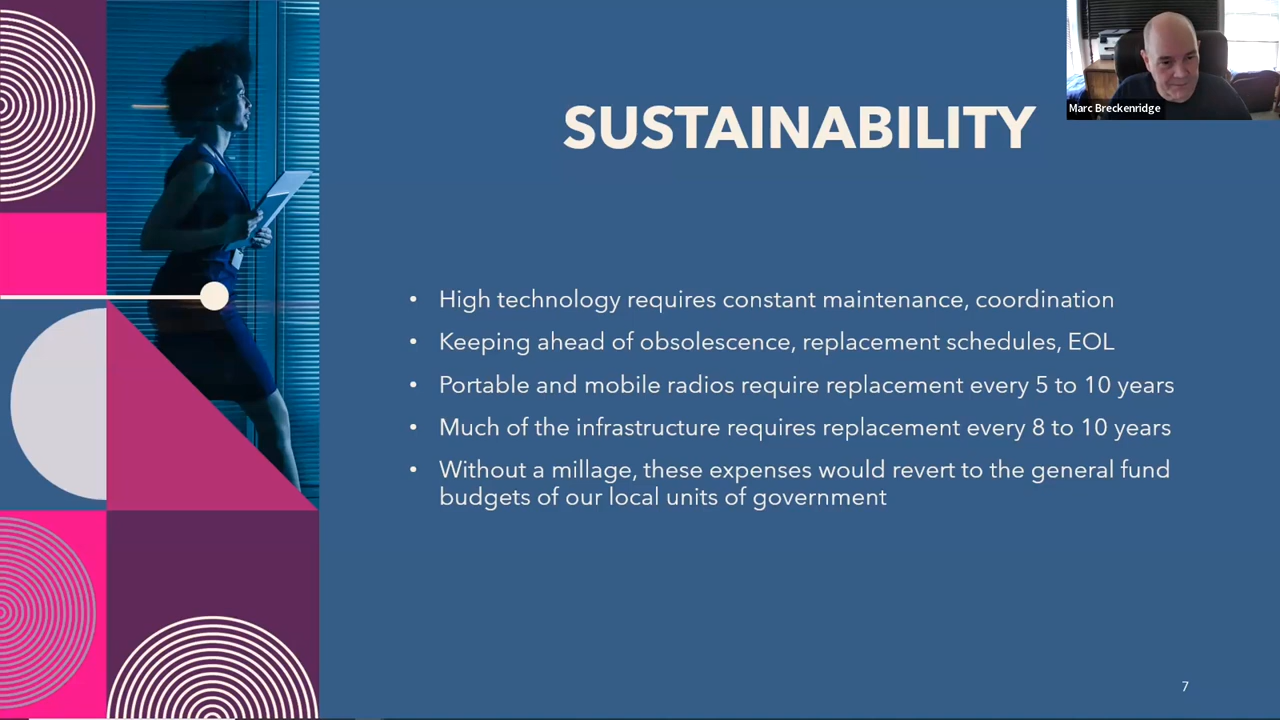 Marc Breckenridge
SUSTAINABILITY
• High technology requires constant maintenance, coordination
• Keeping ahead of obsolescence, replacement schedules, EOL
• Portable and mobile radios require replacement every 5 to 10 years
• Much of the infrastructure requires replacement every 8 to 10 years
• Without a millage, these expenses would revert to the general fund
budgets of our local units of government
7